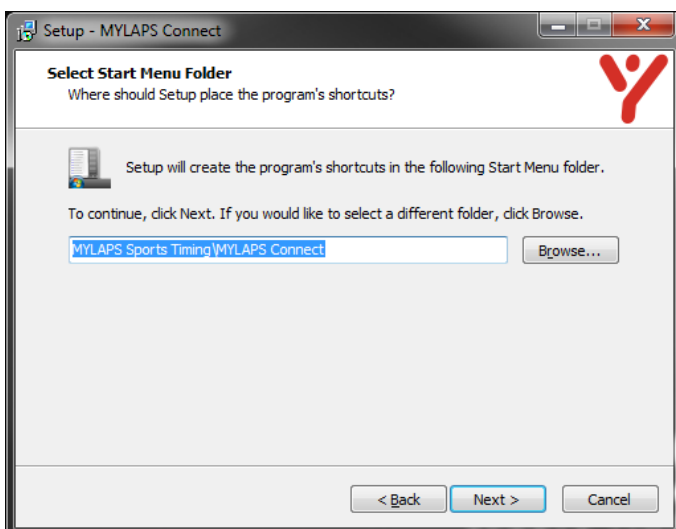 Setup - MYLAPS Connect
Select Start Menu Folder
Where should Setup place the program's shortcuts?
Setup will create the program's shortcuts in the following Start Menu folder.
To continue, click Next. If you would like to select a different folder, click Browse.
MYLAPS Sports Timing\MYLAPS Connect
Browse...
< Back
Next >
Cancel